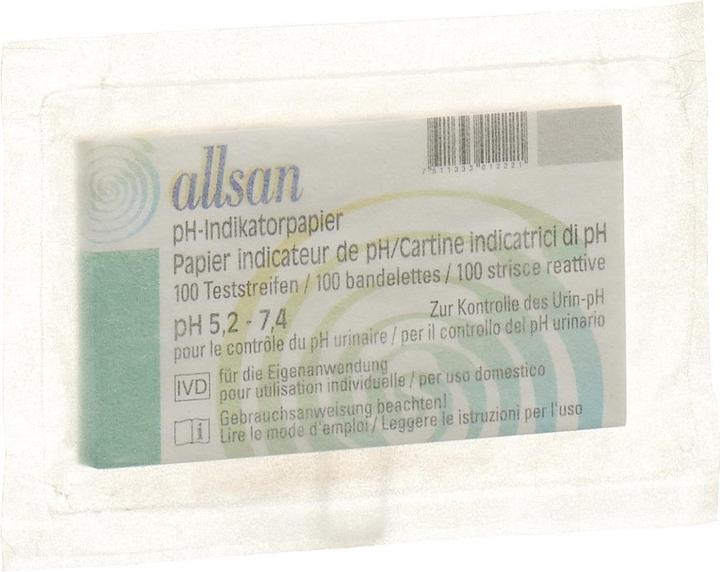 7 611333 012221
allsan
pH-Indikatorpapier
Papier indicateur de pH/Cartine indicatrici di pH
100 Teststreifen / 100 bandelettes / 100 strisce reattive
pH 5,2 - 7,4
Zur Kontrolle des Urin-pH
pour le contrôle du pH urinaire / per il controllo del pH urinario
IVD
für die Eigenanwendung
pour utilisation individuelle / per uso domestico
i
Gebrauchsanweisung beachten!
Lire le mode d'emploi / Leggere le istruzioni per l'uso